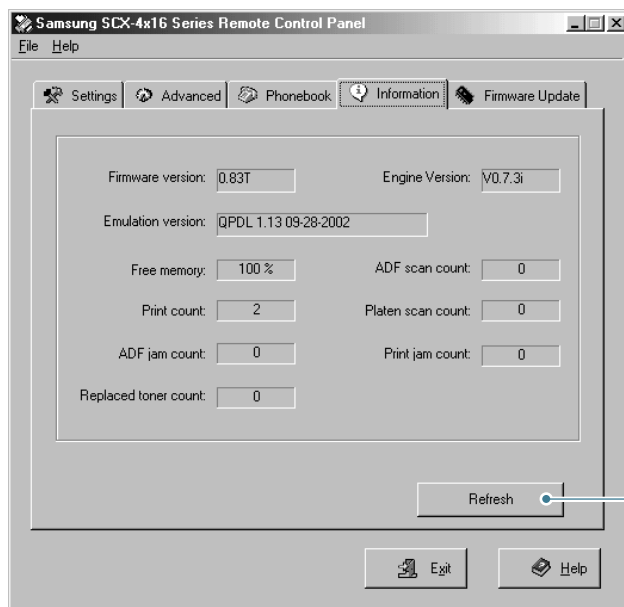 Samsung SCX-4x16 Series Remote Control Panel
File Help
Settings Advanced Phonebook Information Firmware Update
Firmware version: 0.83T Engine Version: V0.7.3i
Emulation version: QPDL 1.13 09-28-2002
Free memory: 100 % ADF scan count: 0
Print count: 2 Platen scan count: 0
ADF jam count: 0 Print jam count: 0
Replaced toner count: 0
Refresh
Exit Help